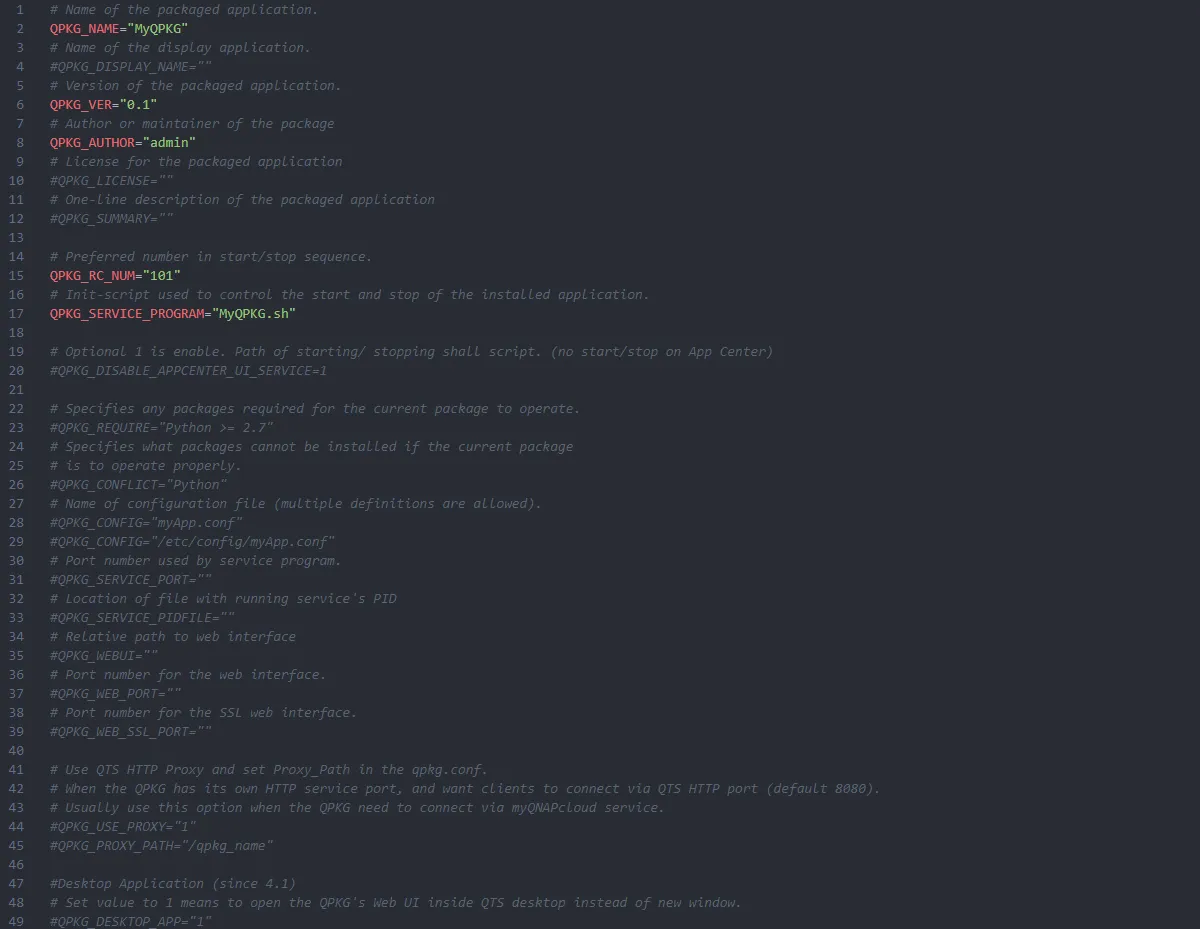 1 # Name of the packaged application.
2 QPKG_NAME="MyQPKG"
3 # Name of the display application.
4 #QPKG_DISPLAY_NAME=""
5 # Version of the packaged application.
6 QPKG_VER="0.1"
7 # Author or maintainer of the package
8 QPKG_AUTHOR="admin"
9 # License for the packaged application
10 #QPKG_LICENSE=""
11 # One-line description of the packaged application
12 #QPKG_SUMMARY=""
13
14 # Preferred number in start/stop sequence.
15 QPKG_RC_NUM="101"
16 # Init-script used to control the start and stop of the installed application.
17 QPKG_SERVICE_PROGRAM="MyQPKG.sh"
18
19 # Optional 1 is enable. Path of starting/ stopping shall script. (no start/stop on App Center)
20 #QPKG_DISABLE_APPCENTER_UI_SERVICE=1
21
22 # Specifies any packages required for the current package to operate.
23 #QPKG_REQUIRE="Python >= 2.7"
24 # Specifies what packages cannot be installed if the current package
25 # is to operate properly.
26 #QPKG_CONFLICT="Python"
27 # Name of configuration file (multiple definitions are allowed).
28 #QPKG_CONFIG="myApp.conf"
29 #QPKG_CONFIG="/etc/config/myApp.conf"
30 # Port number used by service program.
31 #QPKG_SERVICE_PORT=""
32 # Location of file with running service's PID
33 #QPKG_SERVICE_PIDFILE=""
34 # Relative path to web interface
35 #QPKG_WEBUI=""
36 # Port number for the web interface.
37 #QPKG_WEB_PORT=""
38 # Port number for the SSL web interface.
39 #QPKG_WEB_SSL_PORT=""
40
41 # Use QTS HTTP Proxy and set Proxy_Path in the qpkg.conf.
42 # When the QPKG has its own HTTP service port, and want clients to connect via QTS HTTP port (default 8080).
43 # Usually use this option when the QPKG need to connect via myQNAPcloud service.
44 #QPKG_USE_PROXY="1"
45 #QPKG_PROXY_PATH="/qpkg_name"
46
47 #Desktop Application (since 4.1)
48 # Set value to 1 means to open the QPKG's Web UI inside QTS desktop instead of new window.
49 #QPKG_DESKTOP_APP="1"